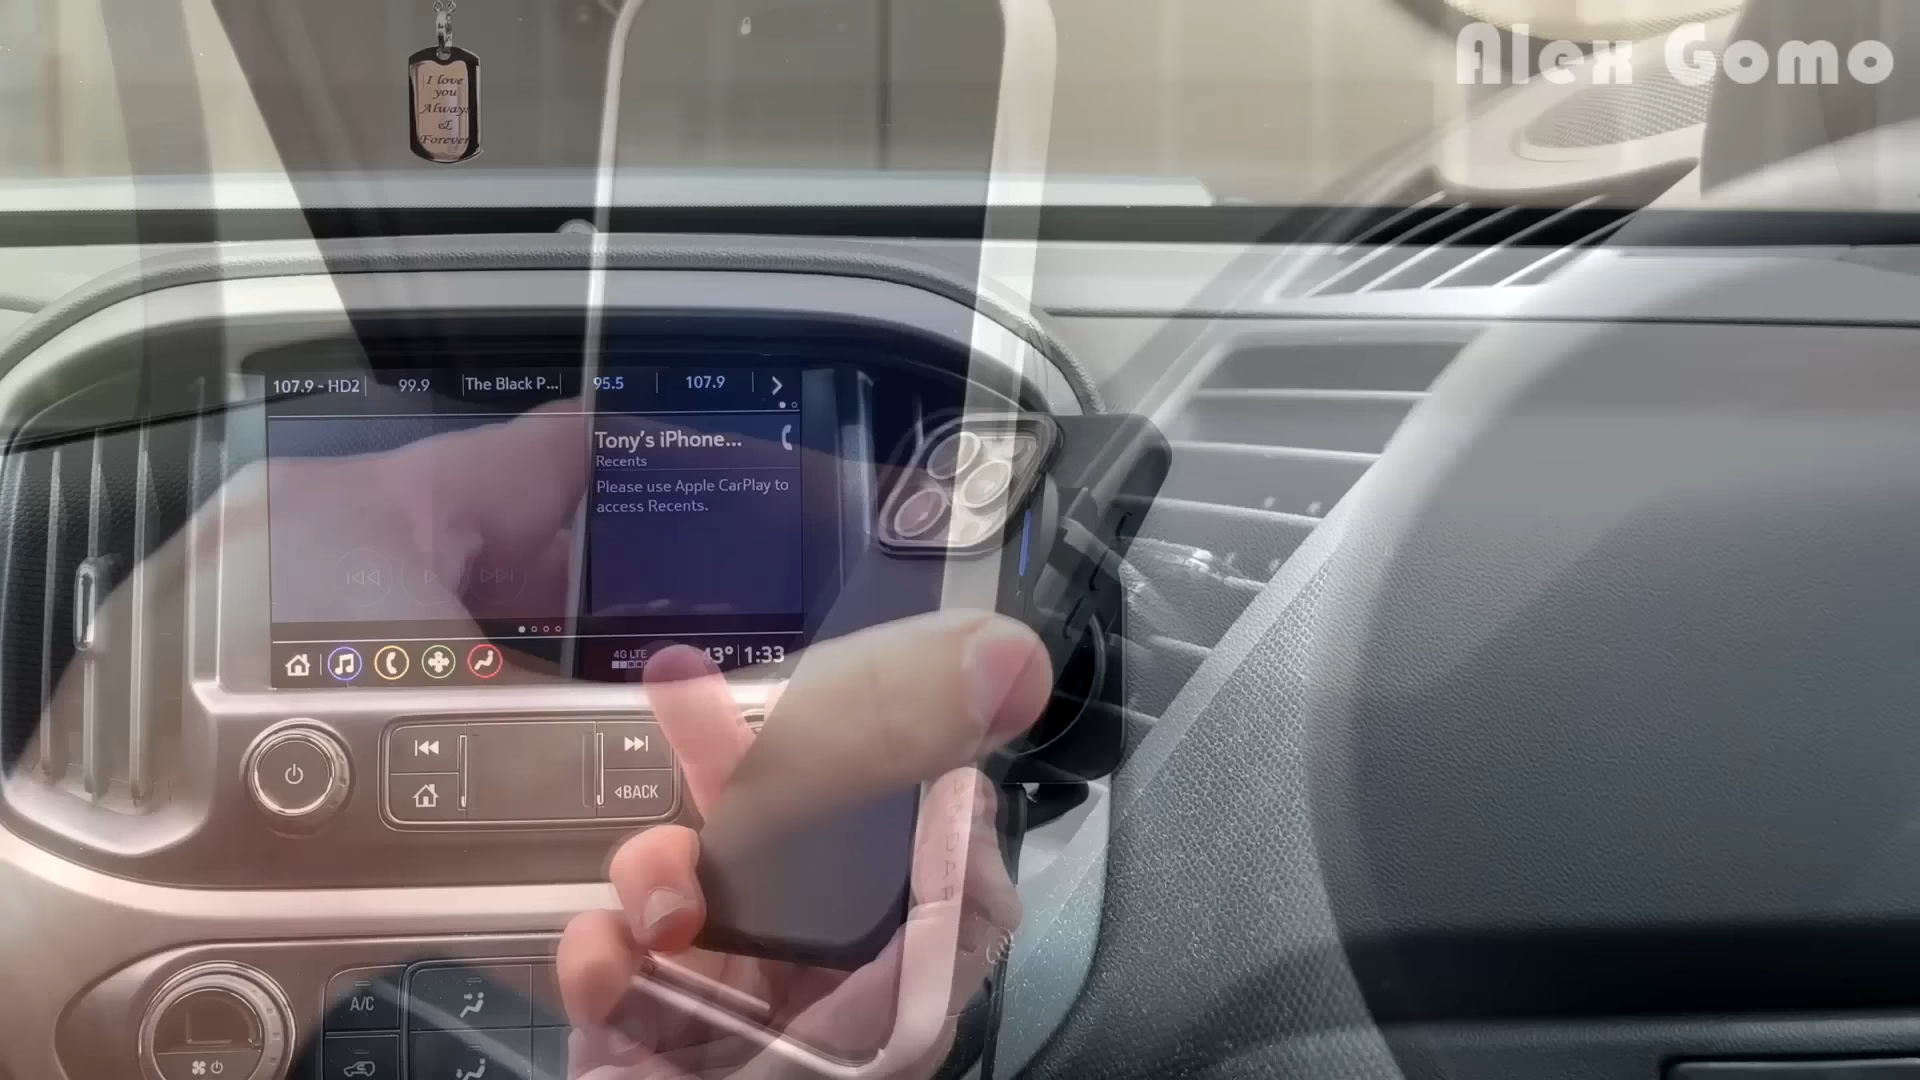 Alex Gomo
I love
you
Always
&
Forever
107.9 - HD2 99.9 The Black P... 95.5 107.9
Tony's iPhone...
Recents
Please use Apple CarPlay to
access Recents.
4G LTE 43° 1:33
BACK
A/C